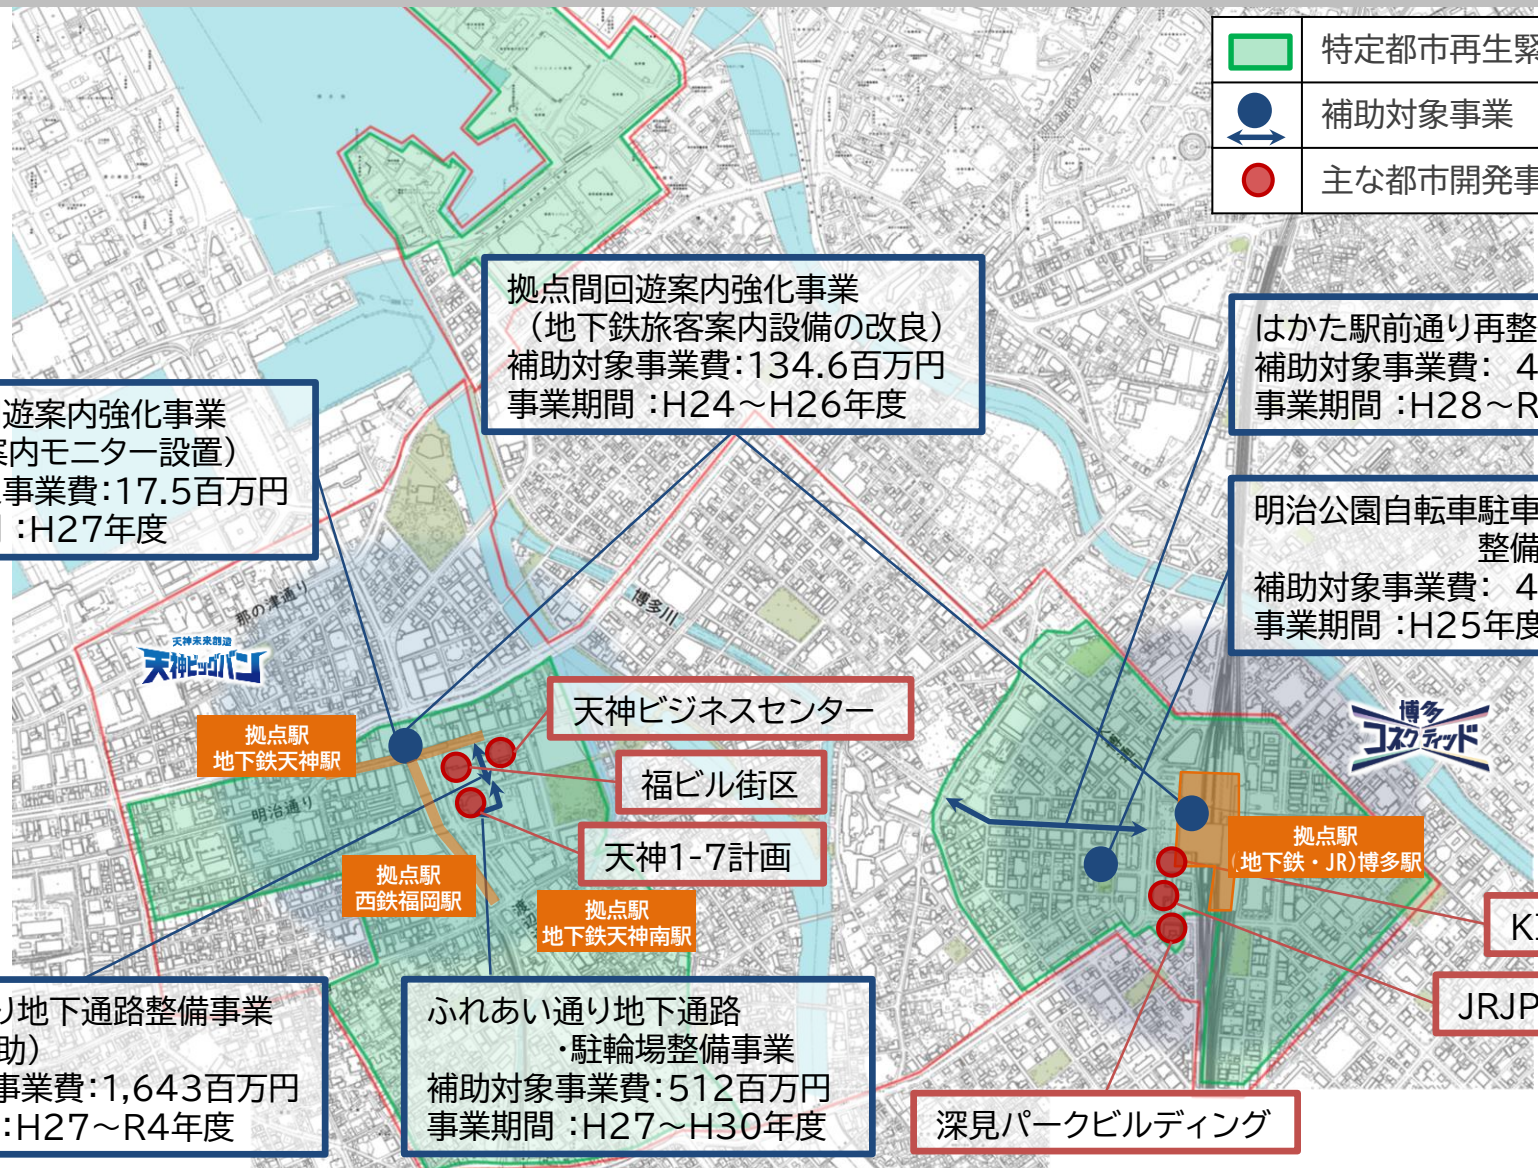 特定都市再生緊
補助対象事業
主な都市開発事
拠点間回遊案内強化事業
（地下鉄旅客案内設備の改良）
補助対象事業費：134.6百万円
事業期間 ：H24～H26年度
はかた駅前通り再整
補助対象事業費： 4
事業期間 ：H28～R
遊案内強化事業
案内モニター設置）
事業費：17.5百万円
：H27年度
明治公園自転車駐車
整備
補助対象事業費： 4
事業期間 ：H25年度
那の津通り
博多川
天神未来創造
天神ビッグバン
天神ビジネスセンター
拠点駅
地下鉄天神駅
福ビル街区
明治通り
天神1-7計画
拠点駅
西鉄福岡駅
拠点駅
地下鉄天神南駅
博多
コネクティッド
拠点駅
(地下鉄・JR)博多駅
JRJP
り地下通路整備事業
助）
事業費：1,643百万円
：H27～R4年度
ふれあい通り地下通路
・駐輪場整備事業
補助対象事業費：512百万円
事業期間 ：H27～H30年度
深見パークビルディング